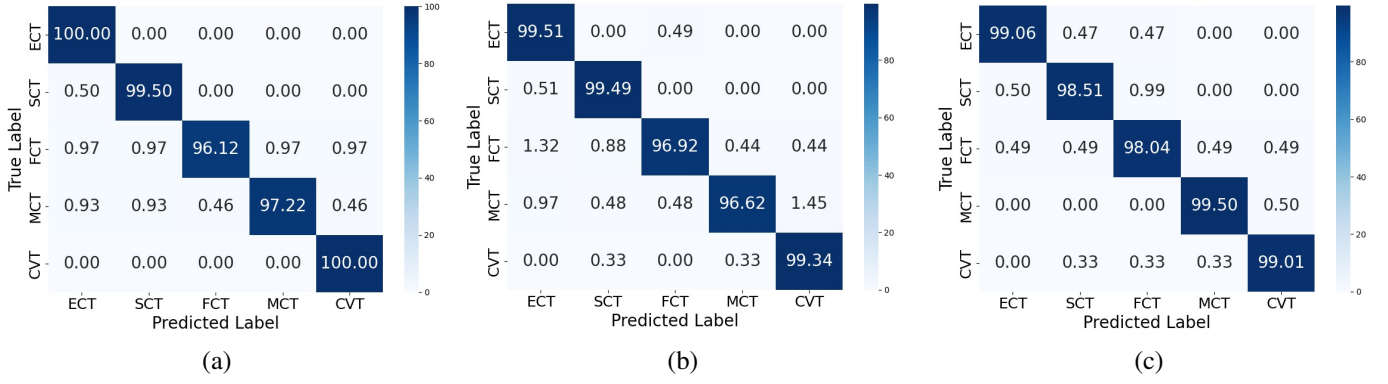 100
100.00 0.00 0.00 0.00 0.00
ECT
80
0.50 99.50 0.00 0.00 0.00
SCT
60
0.97 0.97 96.12 0.97 0.97
FCT
True Label
40
0.93 0.93 0.46 97.22 0.46
MCT
20
0.00 0.00 0.00 0.00 100.00
CVT
0
ECT SCT FCT MCT CVT
Predicted Label
(a)
99.51 0.00 0.49 0.00 0.00
ECT
80
0.51 99.49 0.00 0.00 0.00
SCT
60
1.32 0.88 96.92 0.44 0.44
FCT
True Label
40
0.97 0.48 0.48 96.62 1.45
MCT
20
0.00 0.33 0.00 0.33 99.34
CVT
0
ECT SCT FCT MCT CVT
Predicted Label
(b)
99.06 0.47 0.47 0.00 0.00
ECT
80
0.50 98.51 0.99 0.00 0.00
SCT
60
0.49 0.49 98.04 0.49 0.49
FCT
True Label
40
0.00 0.00 0.00 99.50 0.50
MCT
20
0.00 0.33 0.33 0.33 99.01
CVT
0
ECT SCT FCT MCT CVT
Predicted Label
(c)